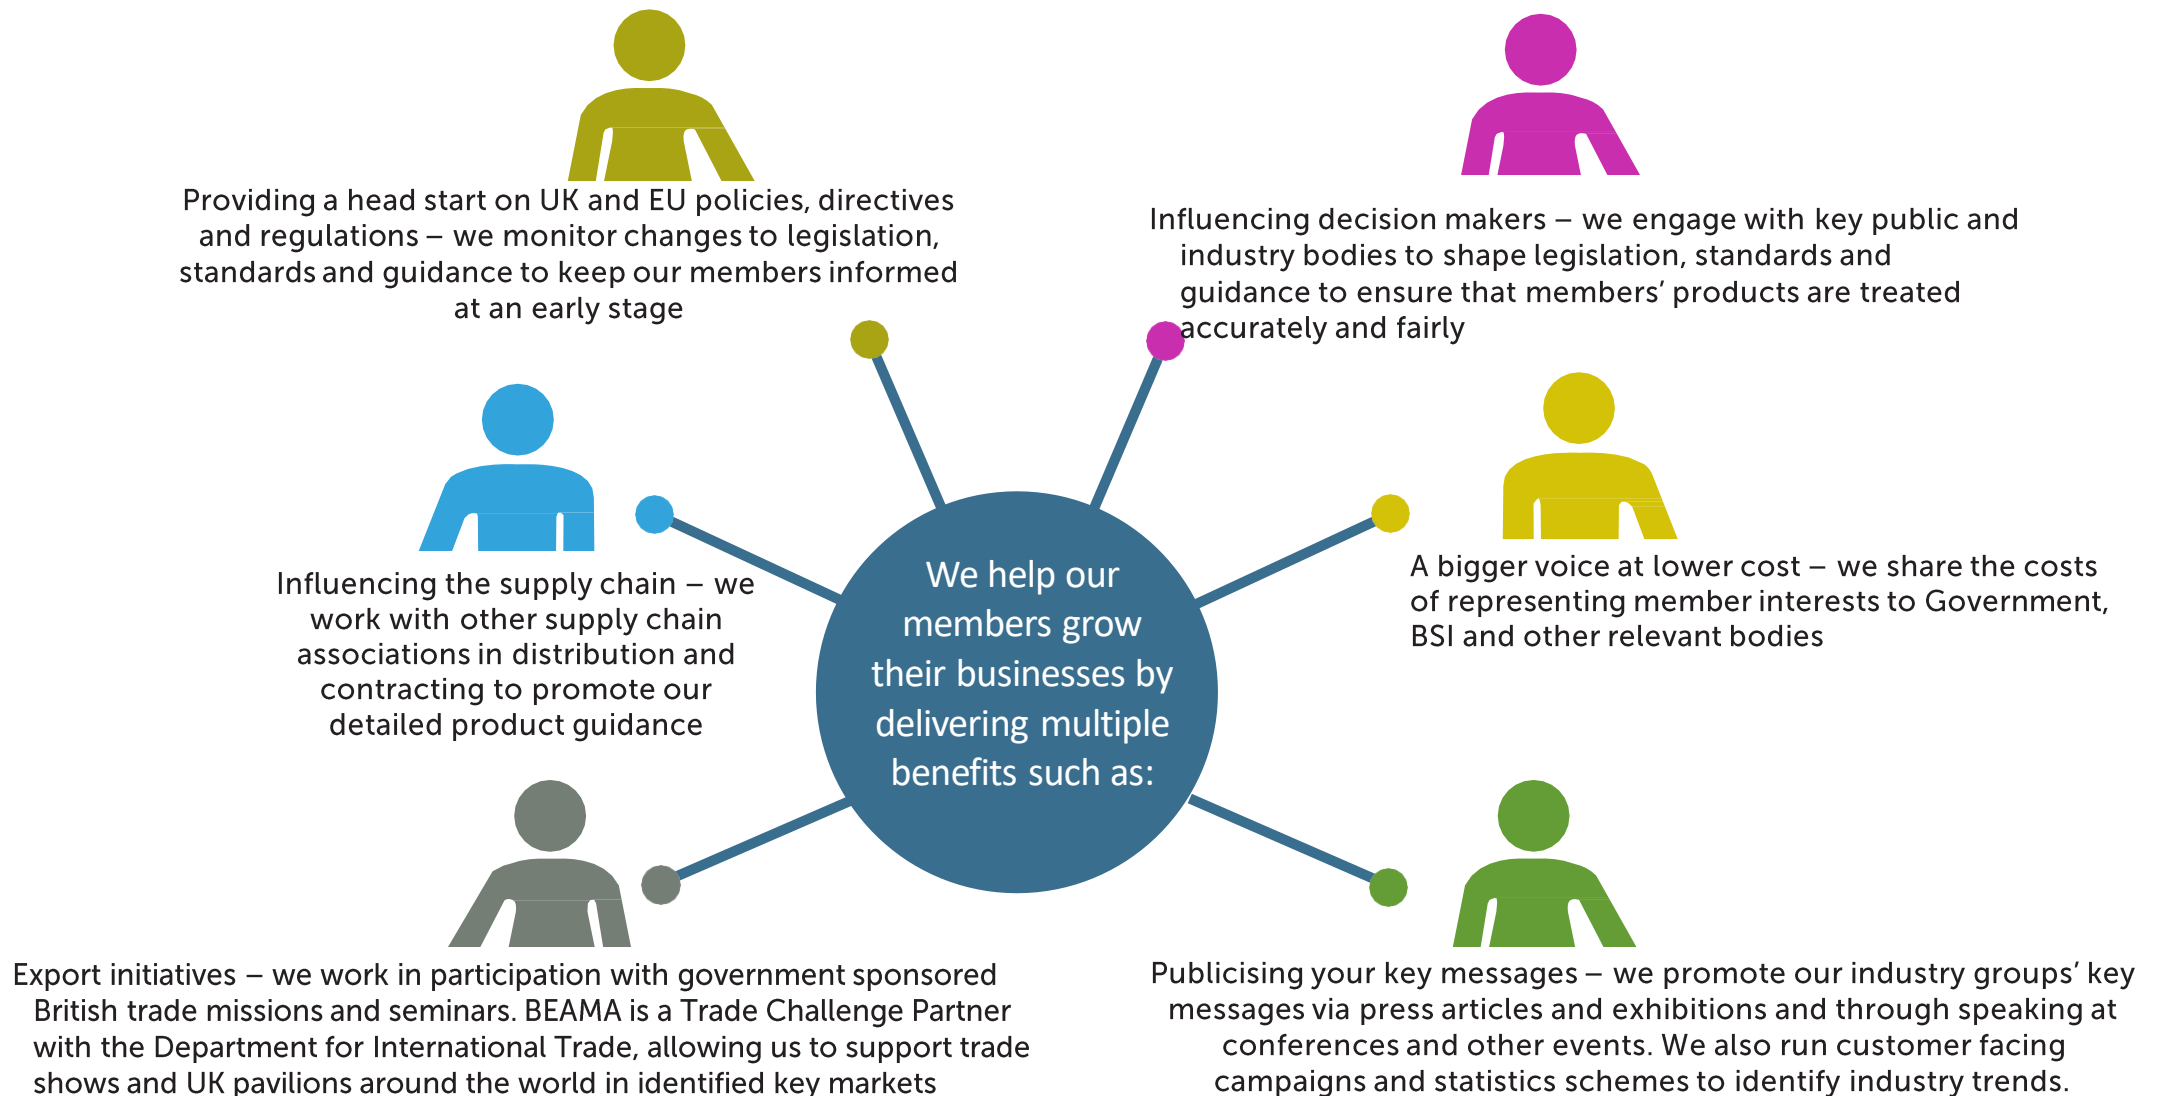 Providing a head start on UK and EU policies, directives
and regulations – we monitor changes to legislation,
standards and guidance to keep our members informed
at an early stage
Influencing decision makers – we engage with key public and
industry bodies to shape legislation, standards and
guidance to ensure that members’ products are treated
accurately and fairly
Influencing the supply chain – we
work with other supply chain
associations in distribution and
contracting to promote our
detailed product guidance
We help our
members grow
their businesses by
delivering multiple
benefits such as:
A bigger voice at lower cost – we share the costs
of representing member interests to Government,
BSI and other relevant bodies
Export initiatives – we work in participation with government sponsored
British trade missions and seminars. BEAMA is a Trade Challenge Partner
with the Department for International Trade, allowing us to support trade
shows and UK pavilions around the world in identified key markets
Publicising your key messages – we promote our industry groups’ key
messages via press articles and exhibitions and through speaking at
conferences and other events. We also run customer facing
campaigns and statistics schemes to identify industry trends.